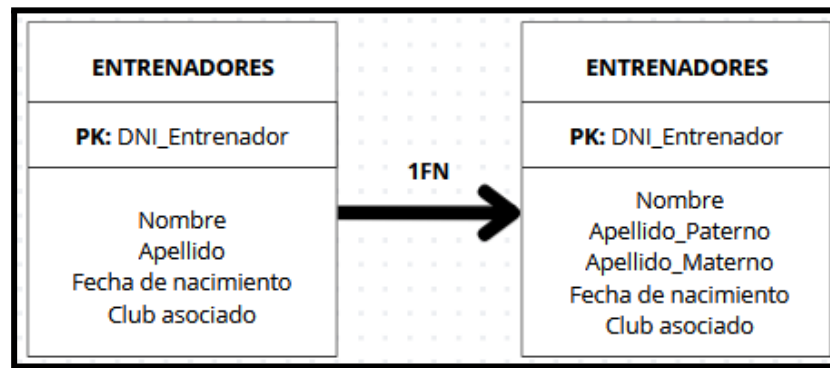 ENTRENADORES
PK: DNI_Entrenador
Nombre
Apellido
Fecha de nacimiento
Club asociado
1FN
ENTRENADORES
PK: DNI_Entrenador
Nombre
Apellido_Paterno
Apellido_Materno
Fecha de nacimiento
Club asociado